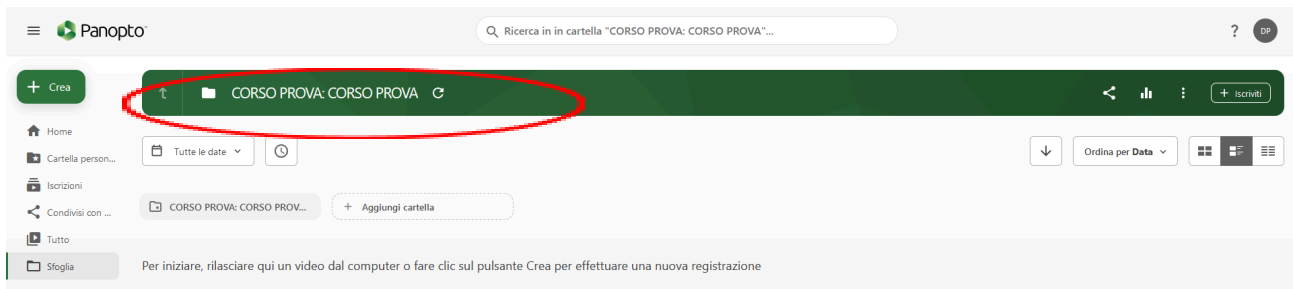 Panopto
Ricerca in in cartella "CORSO PROVA: CORSO PROVA"...
?
DP
+ Crea
CORSO PROVA: CORSO PROVA
+ Iscriviti
Home
Cartella person...
Iscrizioni
Condivisi con ...
Tutto
Sfoglia
Tutte le date
Ordina per Data
CORSO PROVA: CORSO PROV...
+ Aggiungi cartella
Per iniziare, rilasciare qui un video dal computer o fare clic sul pulsante Crea per effettuare una nuova registrazione